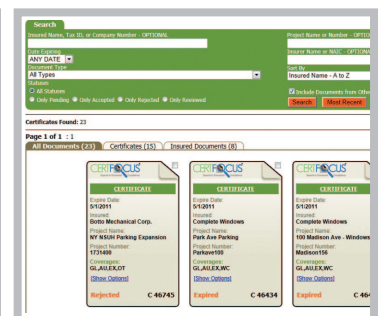 Search
Insured Name, Tax ID, or Company Number - OPTIONAL
Project Name or Number - OPTIO
Date Expiring
ANY DATE
Insurer Name or NAIC - OPTION
Document Type
All Types
Sort By
Insured Name - A to Z
Statuses
All Statuses
Include Documents from Othe
Only Pending Only Accepted Only Rejected Only Reviewed
Search Most Recent
Certificates Found: 23
Page 1 of 1 : 1
All Documents (23) Certificates (15) Insured Documents (8)
CERTFOCUS CERTFOCUS CERTFOCUS
CERTIFICATE CERTIFICATE CERTIFICATE
Expire Date: Expire Date: Expire Date:
5/1/2011 5/1/2011 5/1/2011
Insured: Insured: Insured:
Botto Mechanical Corp. Complete Windows Complete Windows
Project Name: Project Name: Project Name:
NY NSUH Parking Expansion Park Ave Parking 100 Madison Ave - Windows
Project Number: Project Number: Project Number:
1731400 Parkave100 Madison156
Coverages: Coverages: Coverages:
GL,AU,EX,OT GL,AU,EX,WC GL,AU,EX,WC
[Show Options] [Show Options] [Show Options]
Rejected C 46745 Expired C 46434 Expired C 464